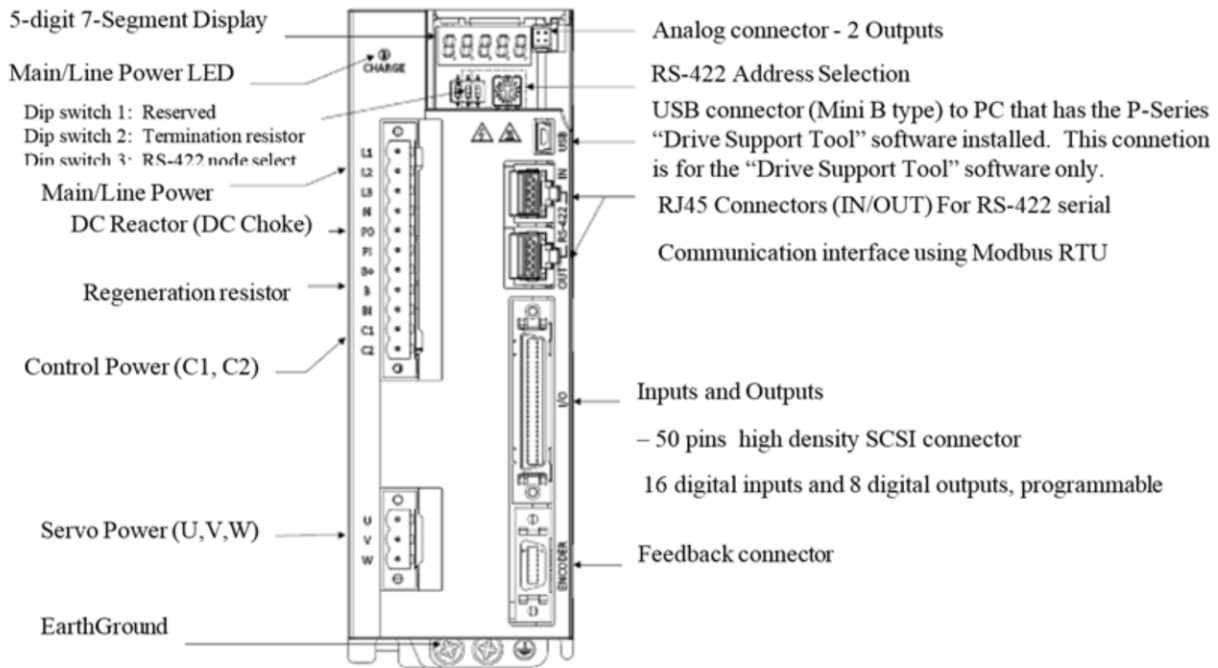 5-digit 7-Segment Display
Main/Line Power LED
Dip switch 1: Reserved
Dip switch 2: Termination resistor
Dip switch 3: RS-422 node select
Main/Line Power
DC Reactor (DC Choke)
Regeneration resistor
Control Power (C1, C2)
Servo Power (U,V,W)
EarthGround
CHARGE
L1
L2
L3
N
PO
PI
B+
B
BI
C1
C2
U
V
W
USB
IN
RS-422
OUT
I/O
ENCODER
Analog connector - 2 Outputs
RS-422 Address Selection
USB connector (Mini B type) to PC that has the P-Series
“Drive Support Tool” software installed. This connetion
is for the “Drive Support Tool” software only.
RJ45 Connectors (IN/OUT) For RS-422 serial
Communication interface using Modbus RTU
Inputs and Outputs
– 50 pins high density SCSI connector
16 digital inputs and 8 digital outputs, programmable
Feedback connector